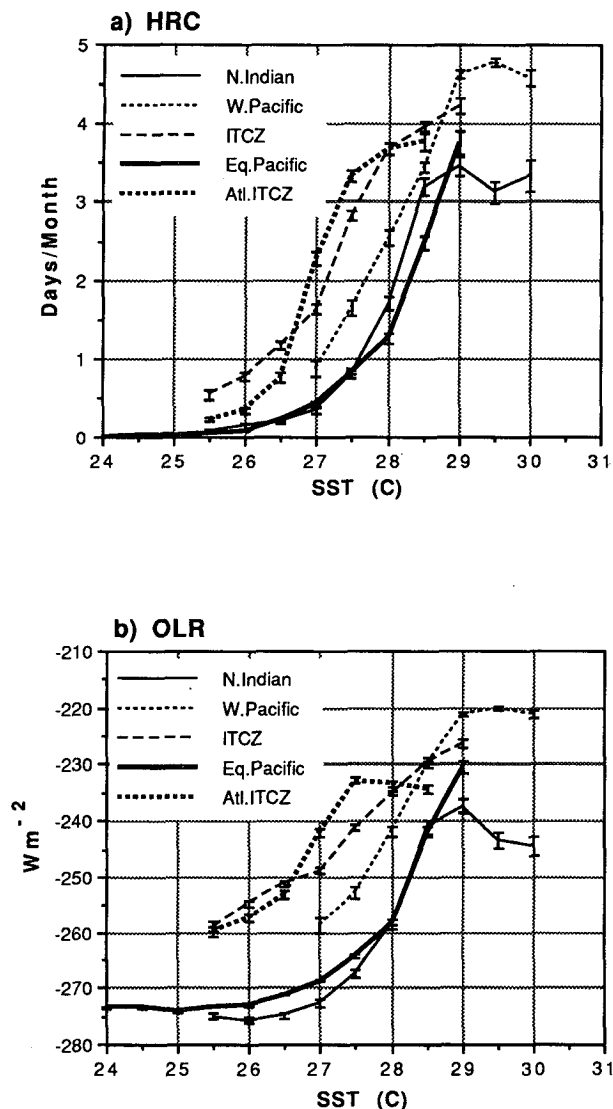 a) HRC
5
4
3
2
1
0
Days/Month
N.Indian
W.Pacific
ITCZ
Eq.Pacific
Atl.ITCZ
24 25 26 27 28 29 30 31
SST (C)
b) OLR
-210
-220
-230
-240
-250
-260
-270
-280
Wm⁻²
N.Indian
W.Pacific
ITCZ
Eq.Pacific
Atl.ITCZ
24 25 26 27 28 29 30 31
SST (C)